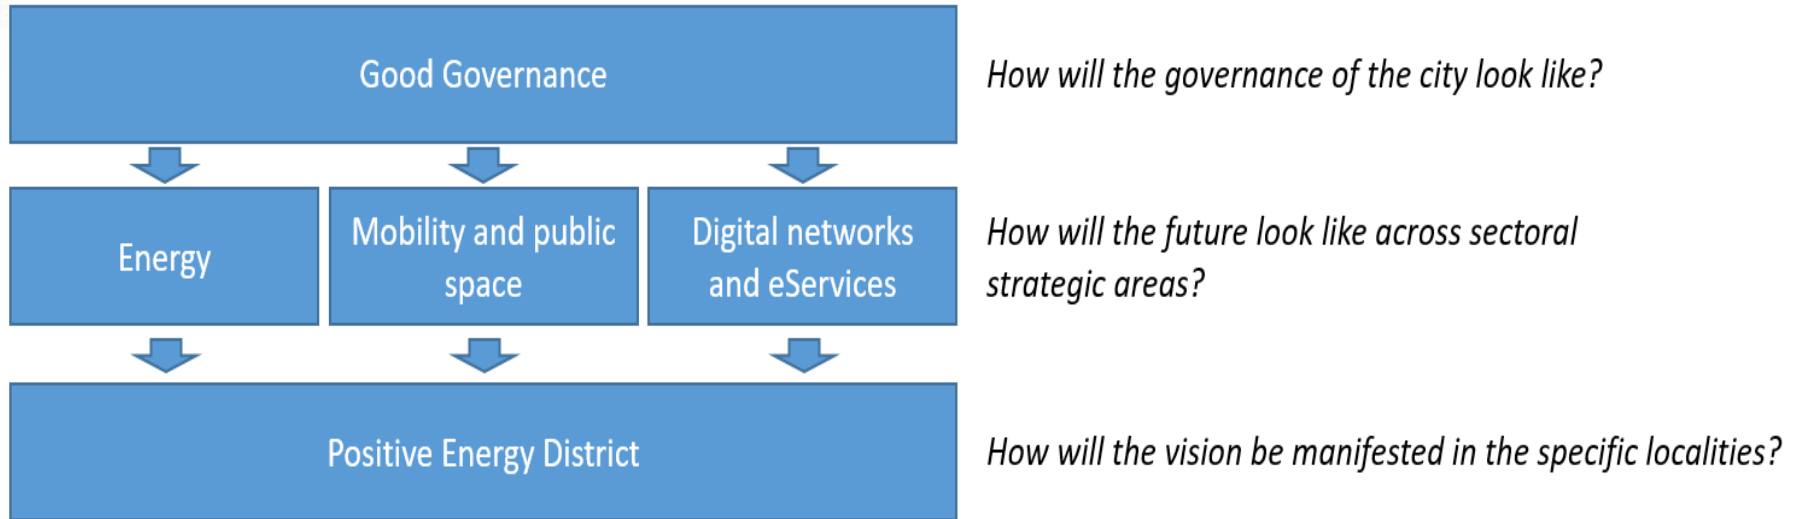 Good Governance
How will the governance of the city look like?
Energy
Mobility and public
space
Digital networks
and eServices
How will the future look like across sectoral
strategic areas?
Positive Energy District
How will the vision be manifested in the specific localities?